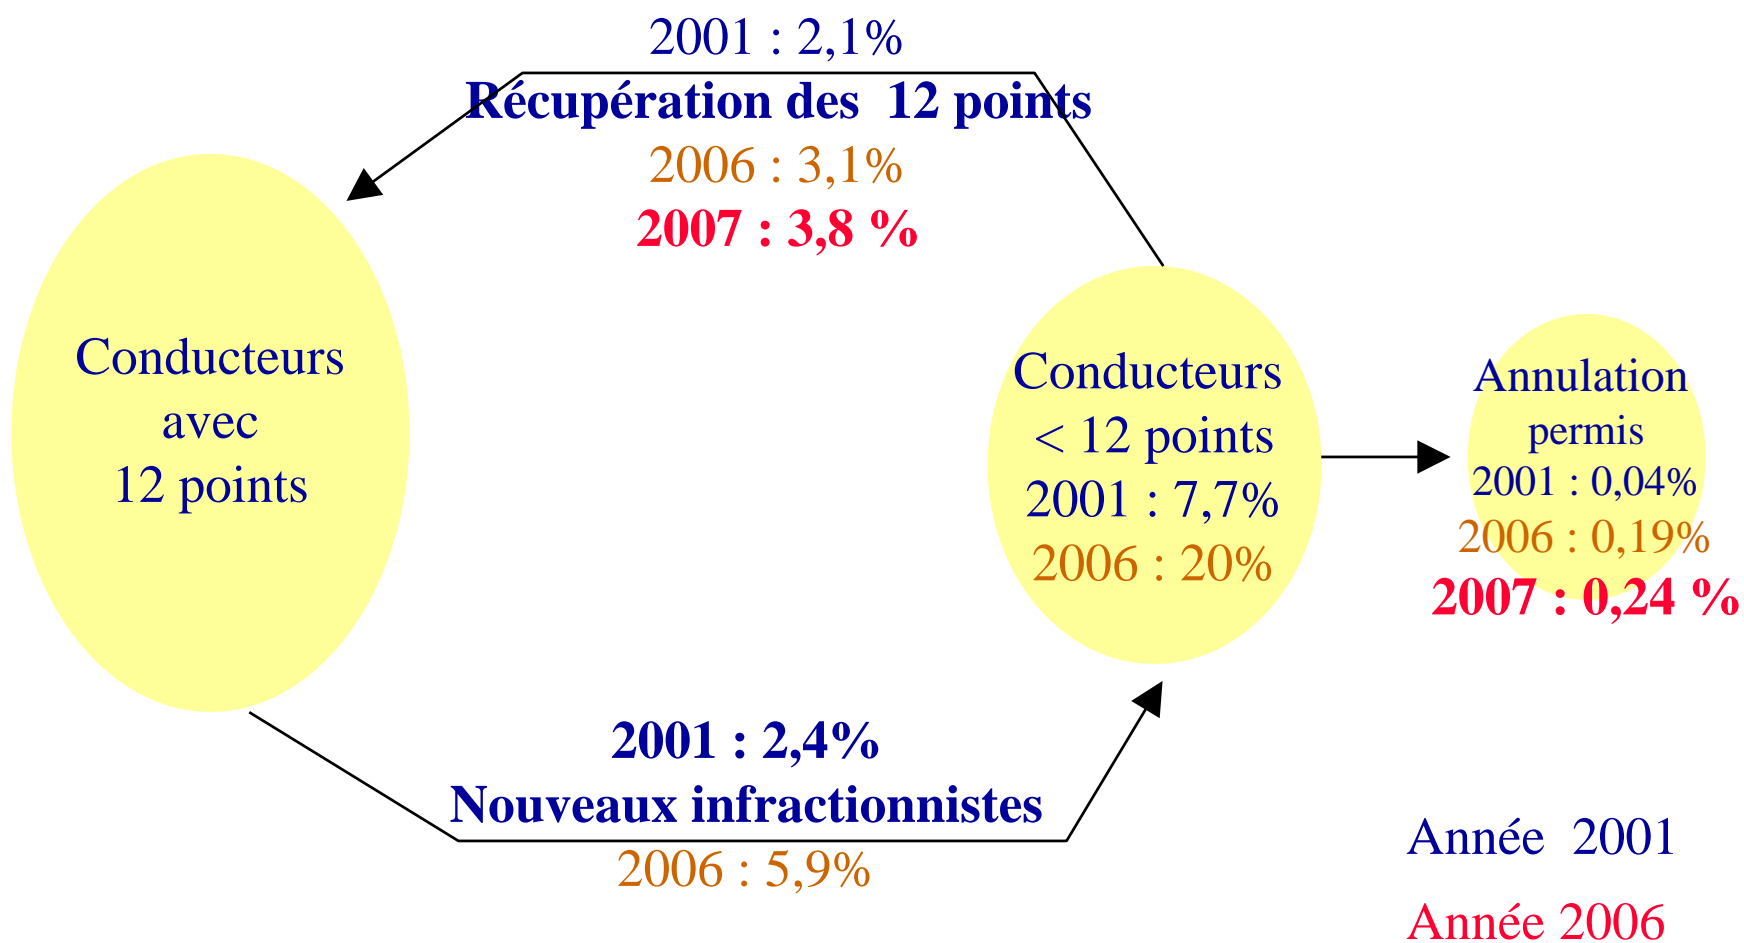 2001 : 2,1%
Récupération des 12 points
2006 : 3,1%
2007 : 3,8 %
Conducteurs
avec
12 points
Conducteurs
< 12 points
2001 : 7,7%
2006 : 20%
Annulation
permis
2001 : 0,04%
2006 : 0,19%
2007 : 0,24 %
2001 : 2,4%
Nouveaux infractionnistes
2006 : 5,9%
Année 2001
Année 2006